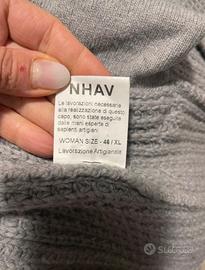 NHAV
Le lavorazioni necessarie
alla realizzazione di questo
capo, sono state eseguite
dalle mani esperte di
sapienti artigiani
WOMAN SIZE - 46 / XL
Lavorazione Artigianale
subito